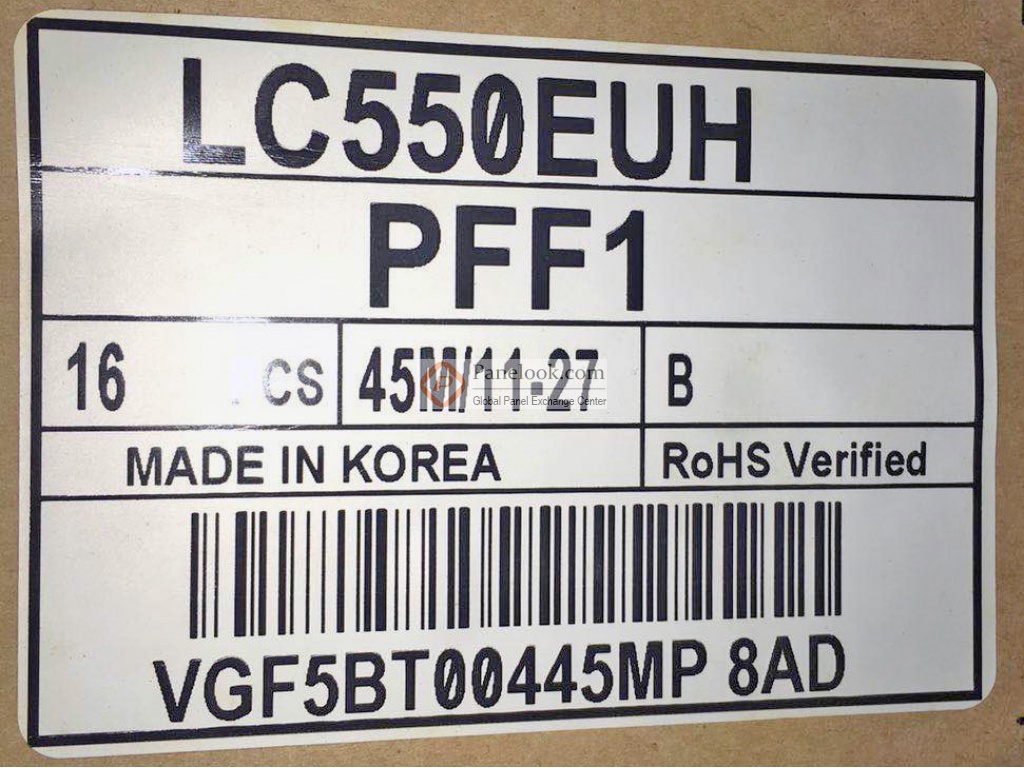 LC550EUH
PFF1
16 CS 45M/11-27 B
Panelook.com
Global Panel Exchange Center
MADE IN KOREA RoHS Verified
VGF5BT00445MP 8AD